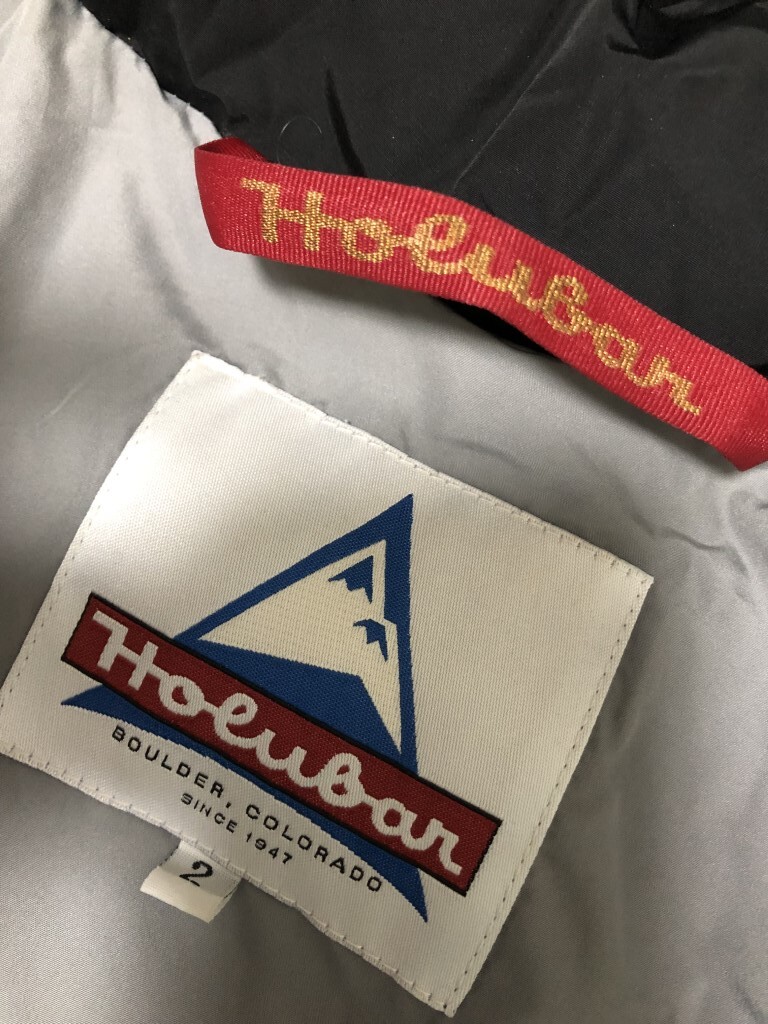 Holubar
Holubar
BOULDER, COLORADO
SINCE 1947
2